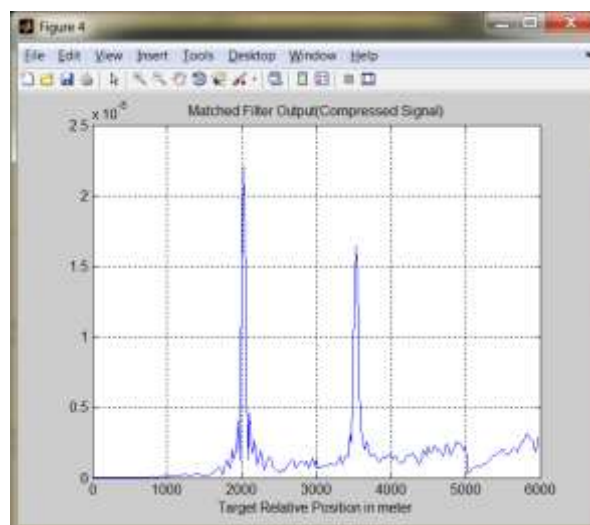 Figure 4
File Edit View Insert Tools Desktop Window Help
x 10
Matched Filter Output(Compressed Signal)
2.5
2
1.5
1
0.5
0
0 1000 2000 3000 4000 5000 6000
Target Relative Position in meter